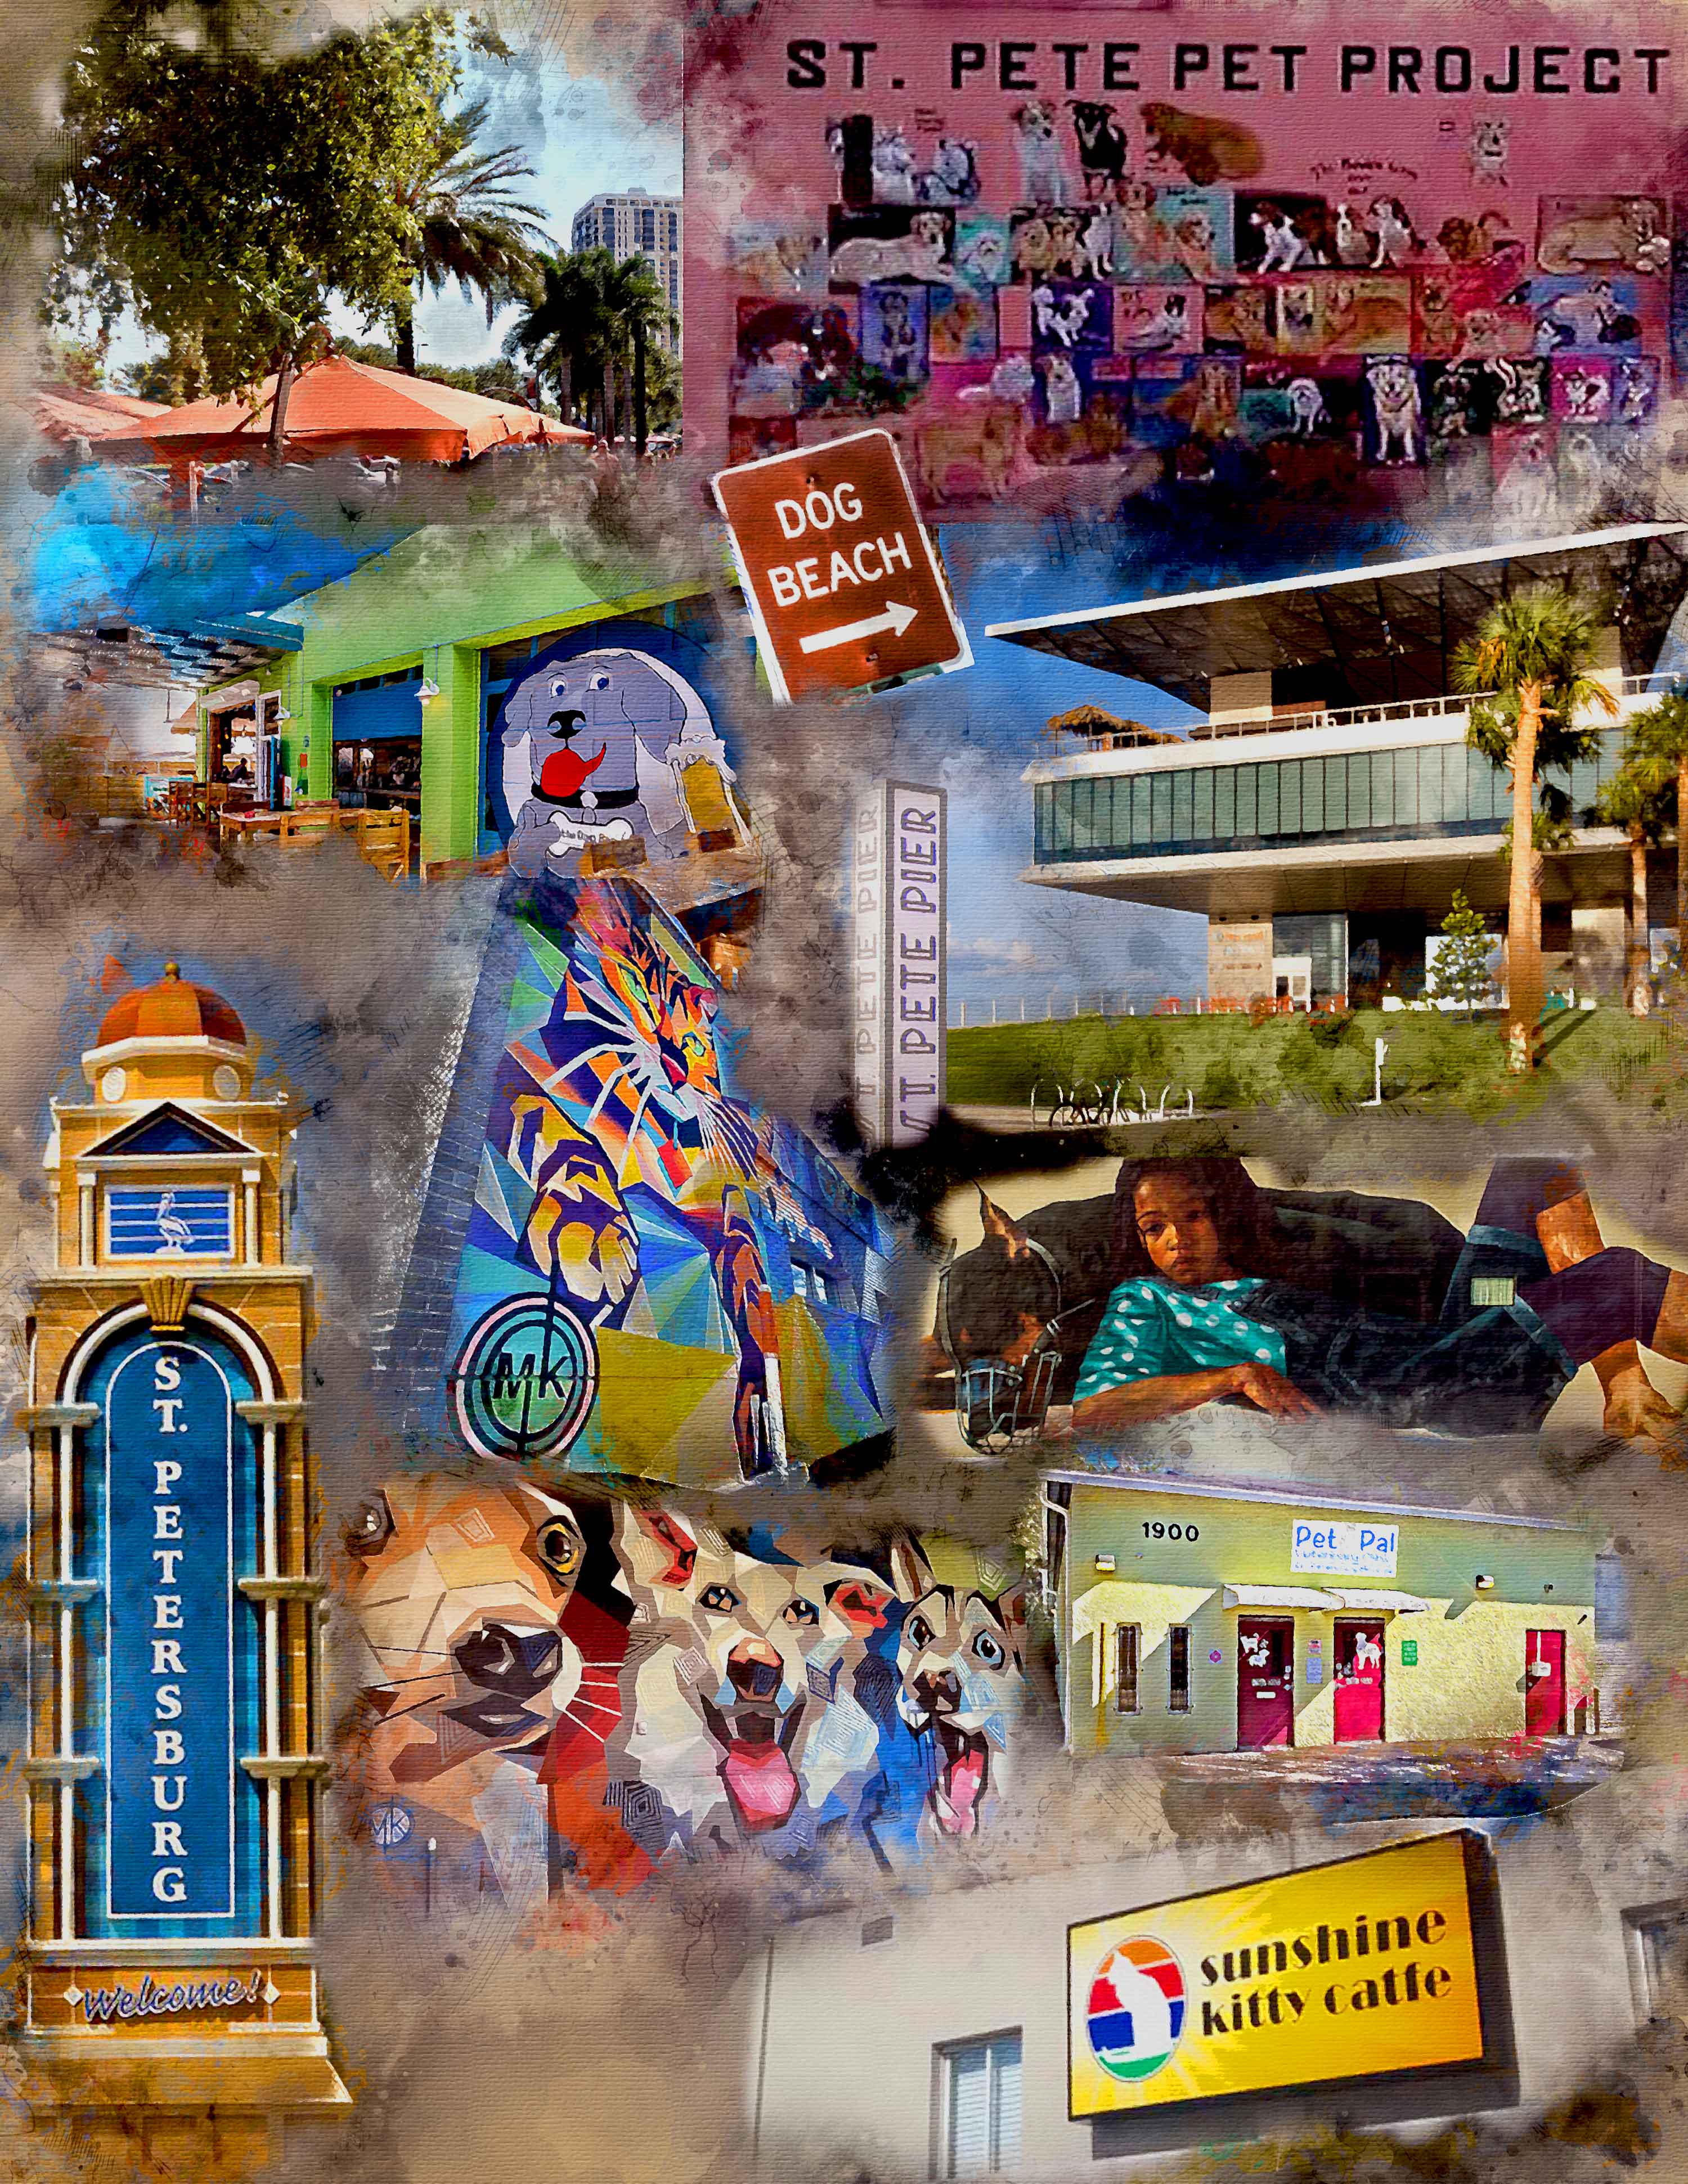 ST. PETE PET PROJECT
DOG
BEACH
ST. PETE PIER
ST. PETE PIER
MK
ST. PETERSBURG
Welcome!
1900
Pet Pal
MK
sunshine
kitty catfe